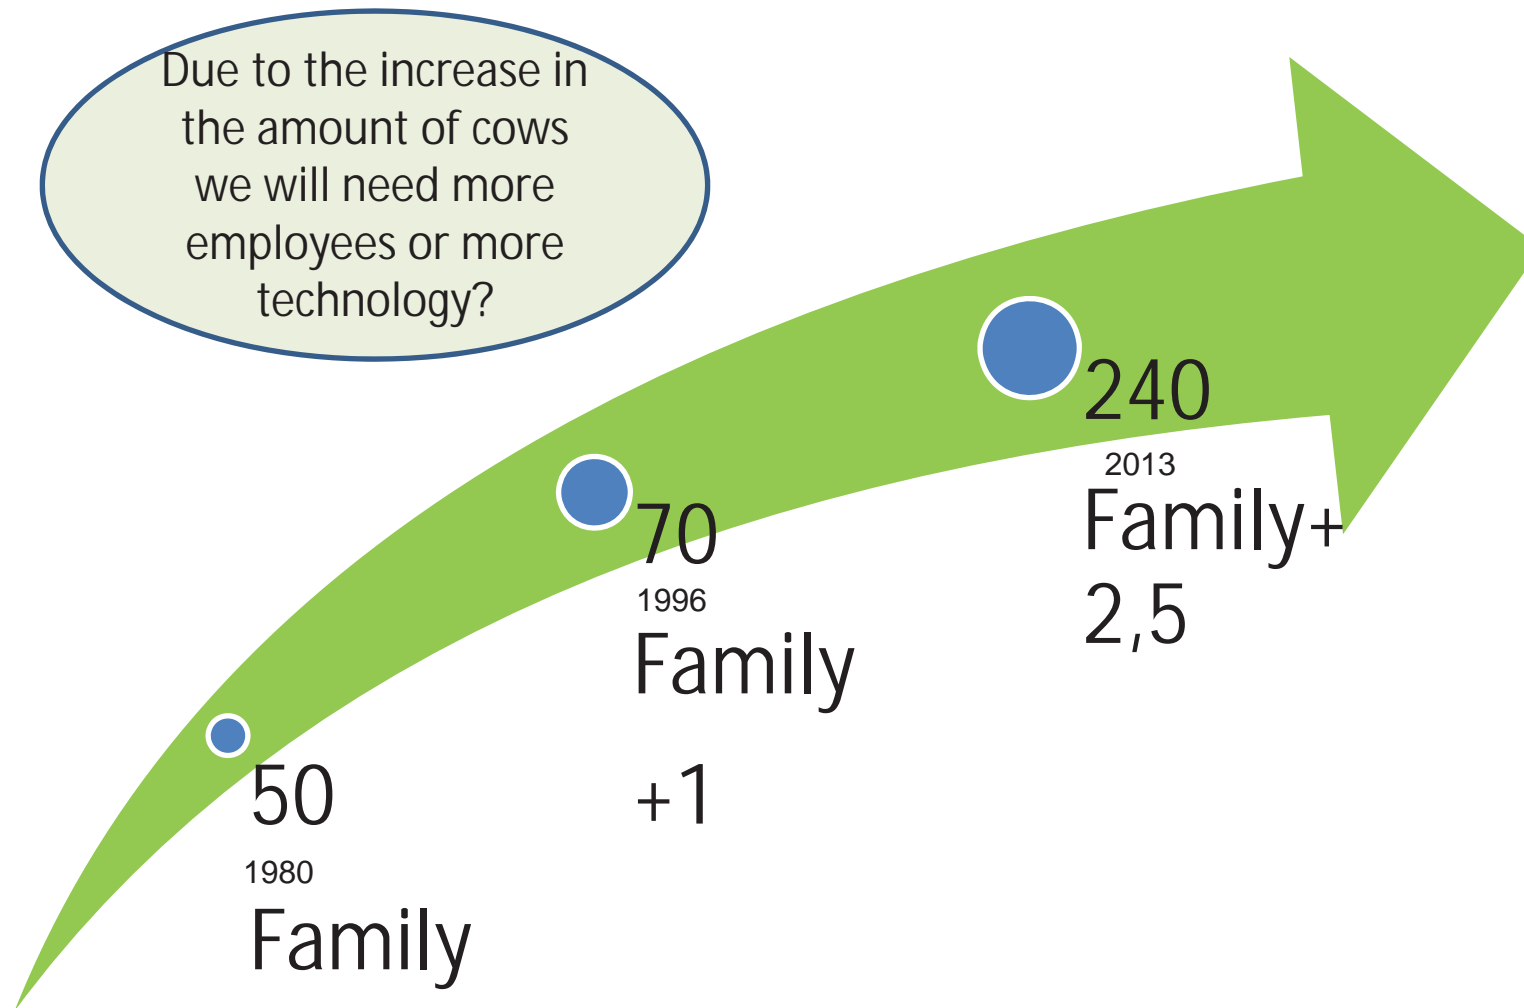 Due to the increase in
the amount of cows
we will need more
employees or more
technology?
240
2013
Family+
2,5
70
1996
Family
+1
50
1980
Family